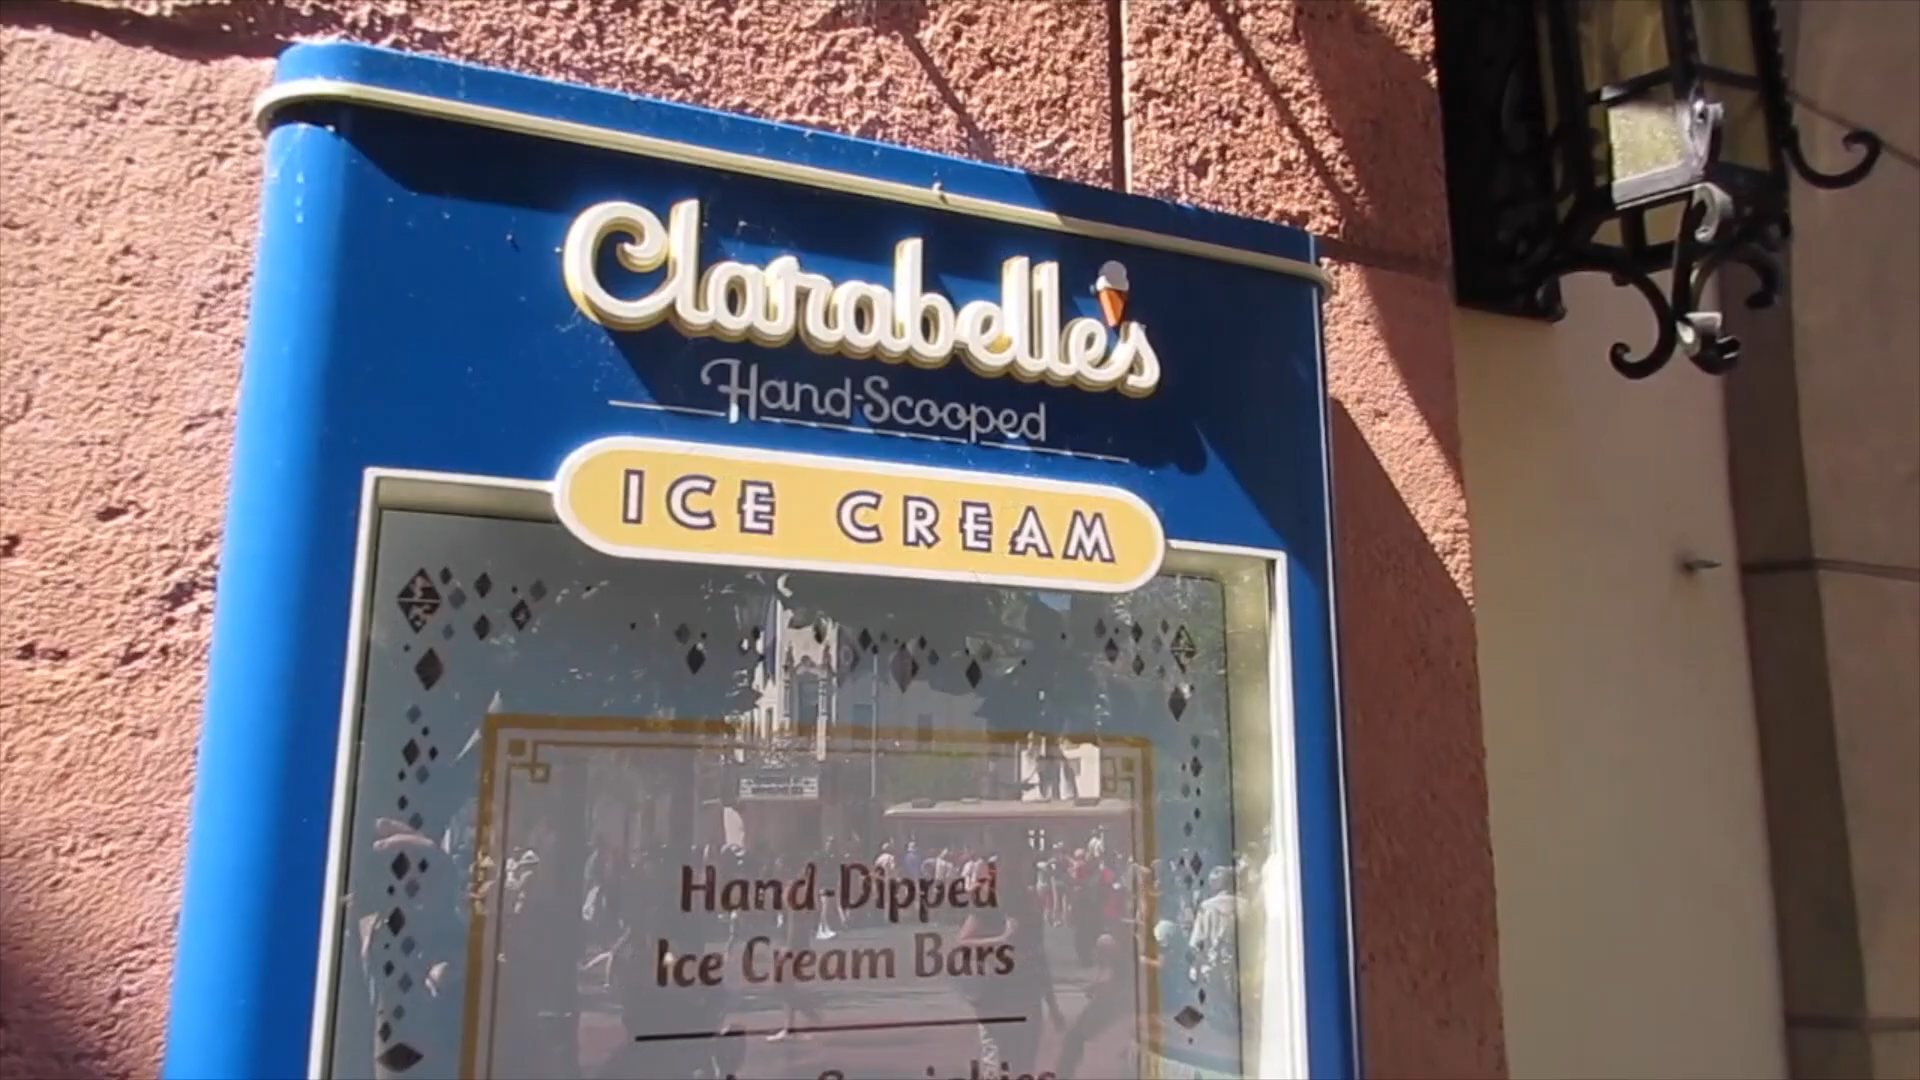 Clarabelle's
Hand-Scooped
ICE CREAM
Hand-Dipped
Ice Cream Bars